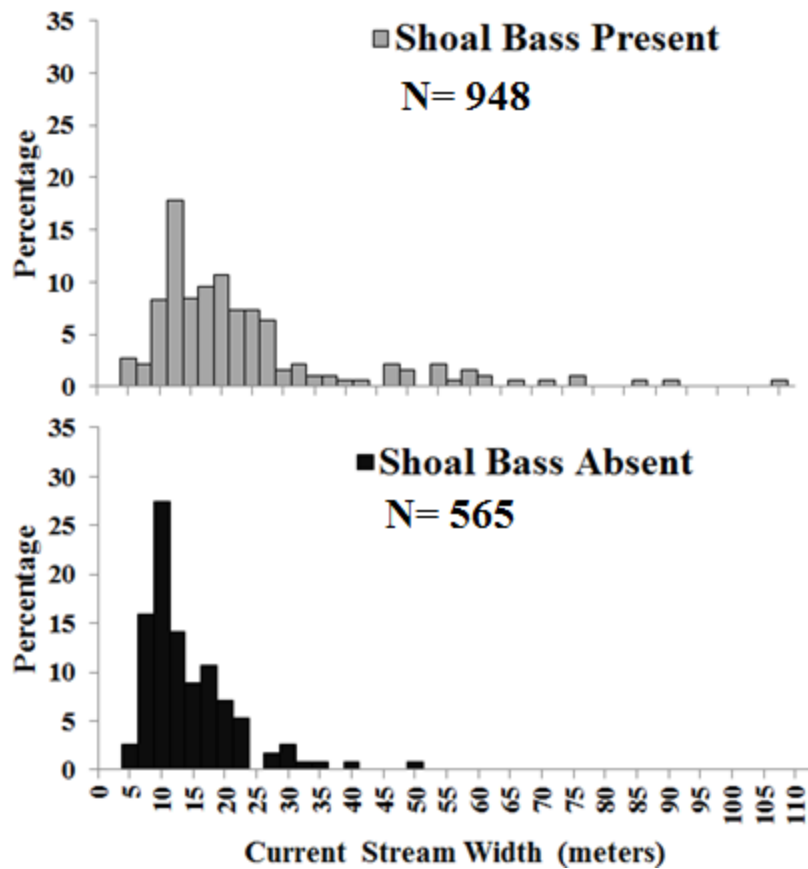 35
30
25
20
15
10
5
0
Percentage
Shoal Bass Present
N= 948
35
30
25
20
15
10
5
0
Percentage
Shoal Bass Absent
N= 565
0 5 10 15 20 25 30 35 40 45 50 55 60 65 70 75 80 85 90 95 100 105 110
Current Stream Width (meters)